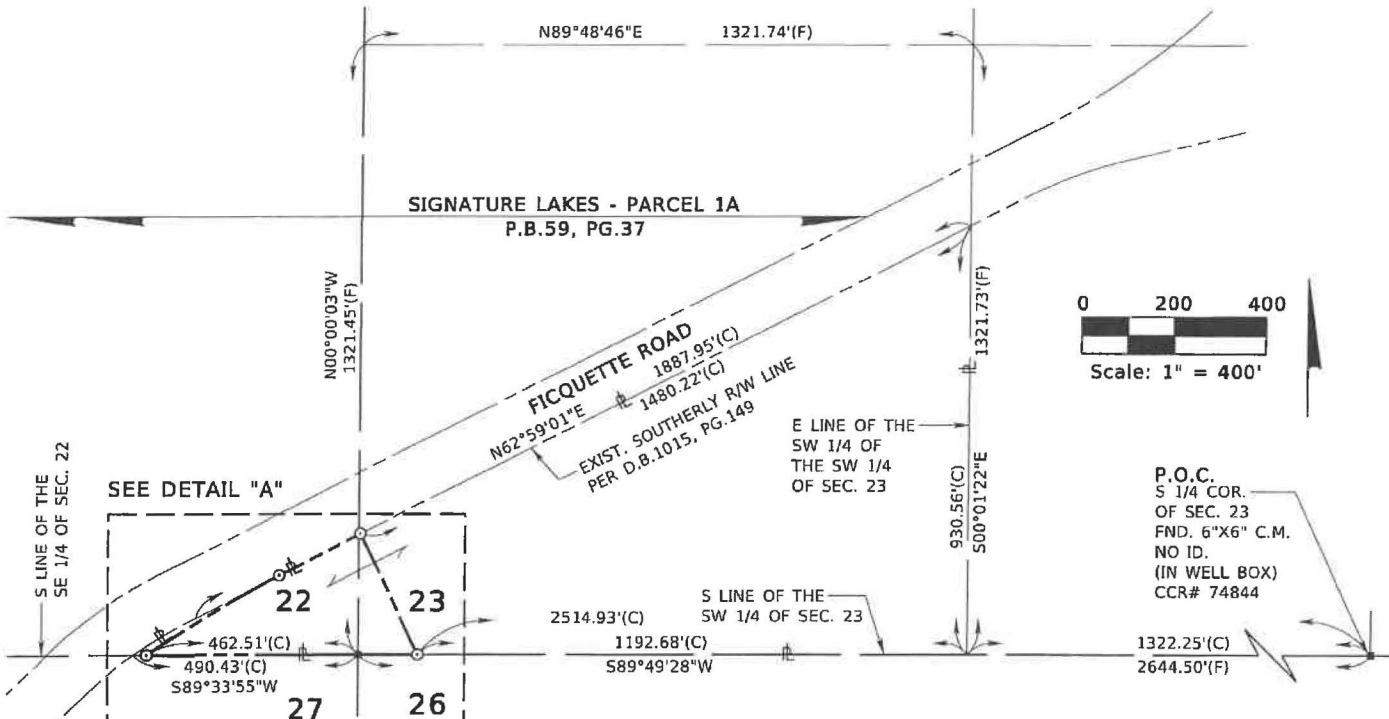 N89°48'46"E 1321.74'(F)
SIGNATURE LAKES - PARCEL 1A
P.B.59, PG.37
N00°00'03"W
1321.45'(F)
FICQUETTE ROAD
1887.95'(C)
N62°59'01"E
1480.22'(C)
EXIST. SOUTHERLY R/W LINE
PER D.B.1015, PG.149
1321.73'(F)
930.56'(C)
S00°01'22"E
0 200 400
Scale: 1" = 400'
E LINE OF THE
SW 1/4 OF
THE SW 1/4
OF SEC. 23
P.O.C.
S 1/4 COR.
OF SEC. 23
FND. 6"X6" C.M.
NO ID.
(IN WELL BOX)
CCR# 74844
S LINE OF THE
SE 1/4 OF SEC. 22
SEE DETAIL "A"
22
23
S LINE OF THE
SW 1/4 OF SEC. 23
2514.93'(C)
462.51'(C)
1192.68'(C)
1322.25'(C)
490.43'(C)
S89°49'28"W
2644.50'(F)
S89°33'55"W
27
26